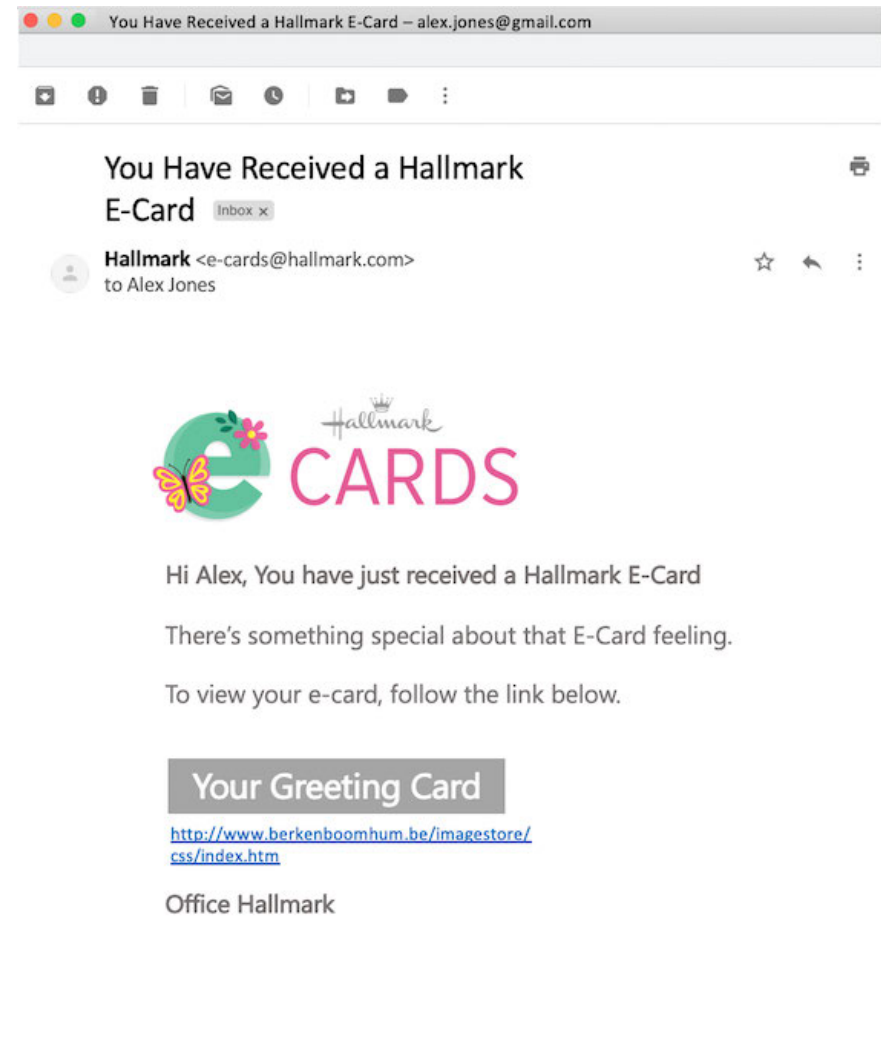 You Have Received a Hallmark E-Card – alex.jones@gmail.com
You Have Received a Hallmark
E-Card Inbox x
Hallmark <e-cards@hallmark.com>
to Alex Jones
Hallmark
e CARDS
Hi Alex, You have just received a Hallmark E-Card
There’s something special about that E-Card feeling.
To view your e-card, follow the link below.
Your Greeting Card
http://www.berkenboomhum.be/imagestore/
css/index.htm
Office Hallmark